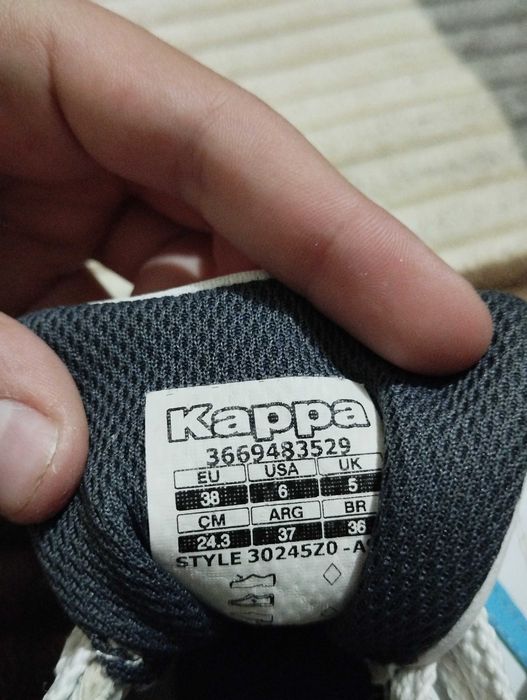 Kappa
3669483529
EU USA UK
38 6 5
CM ARG BR
24.3 37 36
STYLE 30245Z0